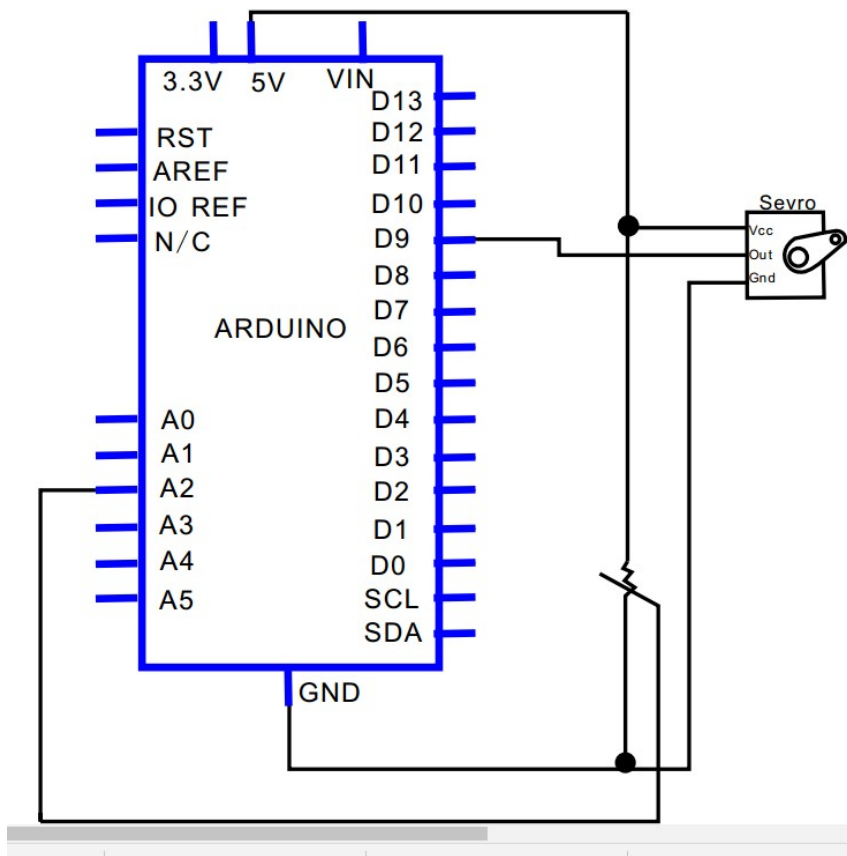 3.3V
5V
VIN
D13
RST
D12
AREF
D11
IO REF
D10
N/C
D9
D8
D7
ARDUINO
D6
D5
A0
D4
A1
D3
A2
D2
A3
D1
A4
D0
A5
SCL
SDA
GND
Sevro
Vcc
Out
Gnd